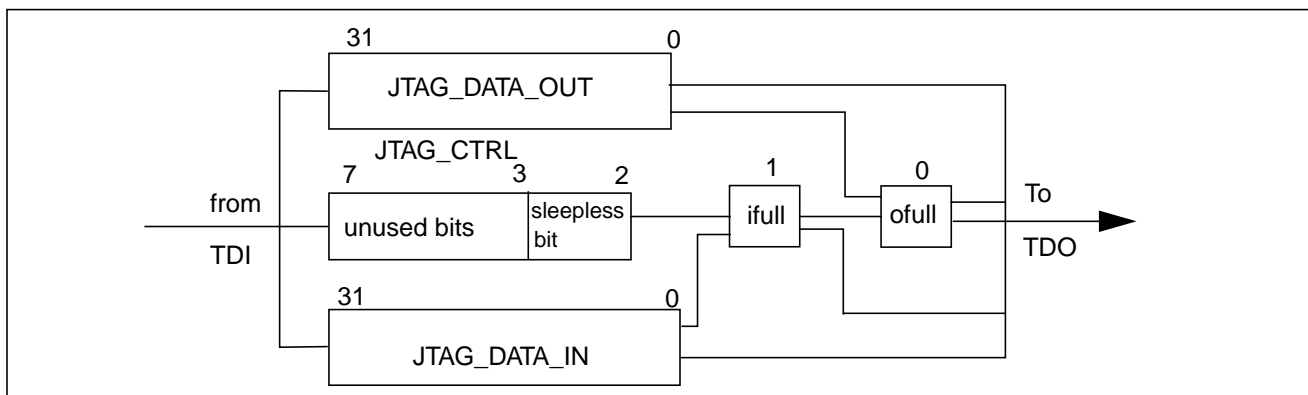 31 0
JTAG_DATA_OUT
JTAG_CTRL
7 3 2 1 0
from
unused bits
sleepless
bit
ifull
ofull
To
TDI
TDO
31 0
JTAG_DATA_IN